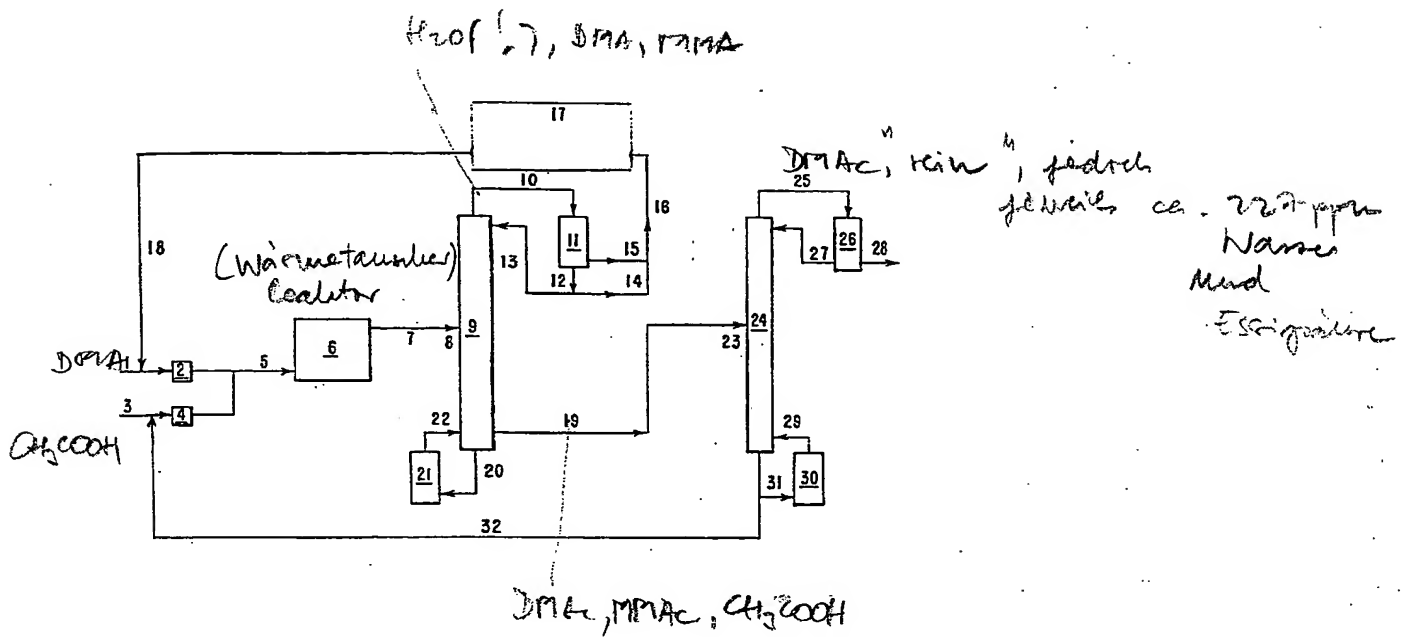 H2O(!), DMA, MMA
17
10
DMAc, "rein", jedoch
25
jeweils ca. 227 ppm
16
Wasser
18
(Wärmetauscher)
13
11
15
27
26
28
und
Reaktor
12
14
Essigsäure
9
24
6
7
8
23
DMA
2
5
3
4
22
19
29
CH3COOH
21
20
31
30
32
DMAc, MMAc, CH3COOH